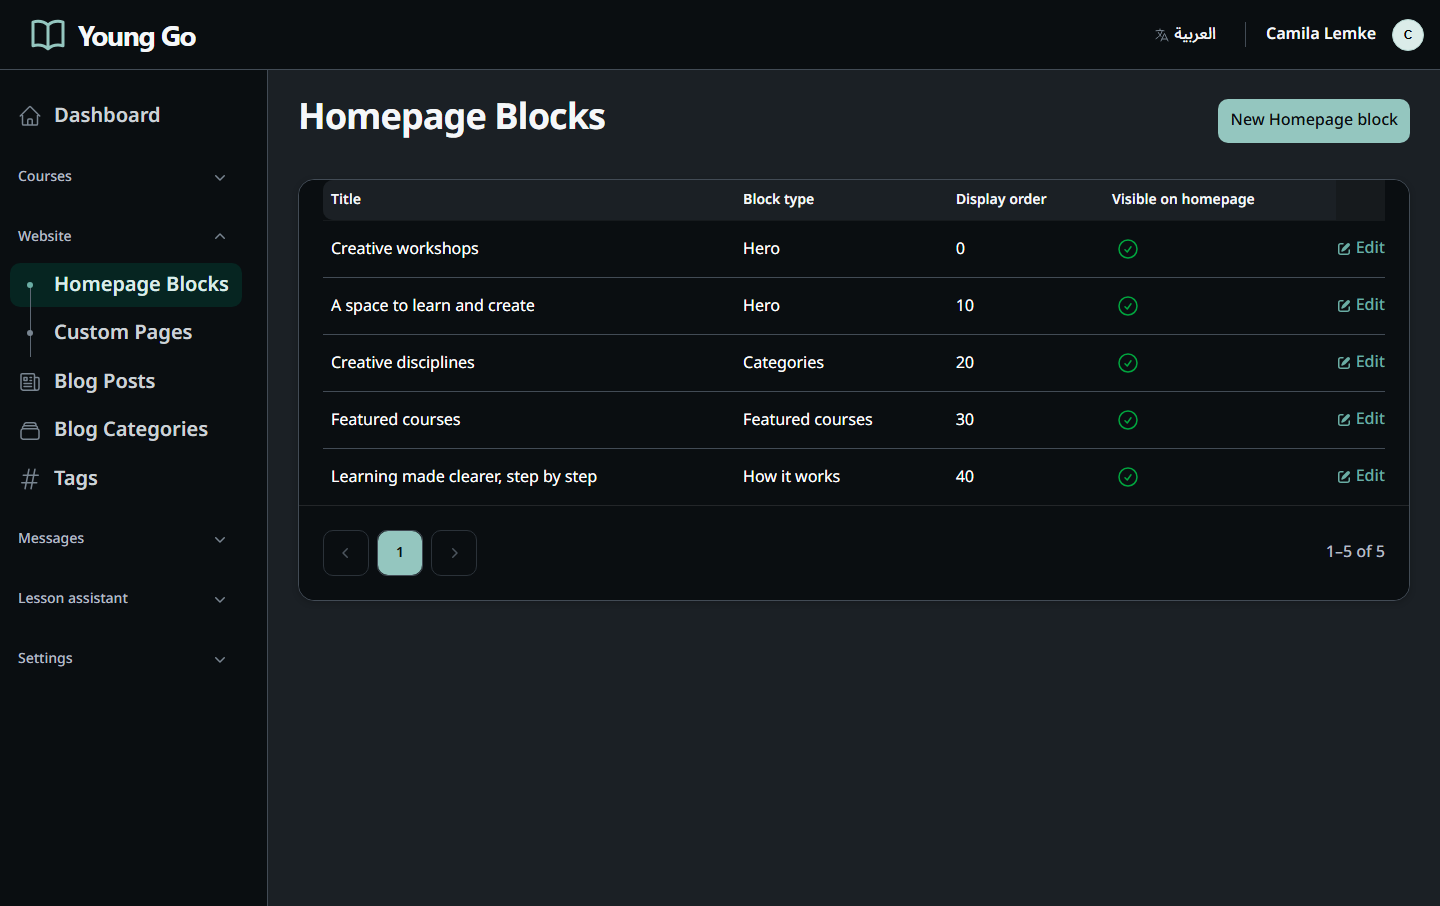 Young Go
العربية
Camila Lemke
C
Dashboard
Courses
Website
Homepage Blocks
Custom Pages
Blog Posts
Blog Categories
Tags
Messages
Lesson assistant
Settings
Homepage Blocks
New Homepage block
Title Block type Display order Visible on homepage
Creative workshops Hero 0 Edit
A space to learn and create Hero 10 Edit
Creative disciplines Categories 20 Edit
Featured courses Featured courses 30 Edit
Learning made clearer, step by step How it works 40 Edit
1
1–5 of 5